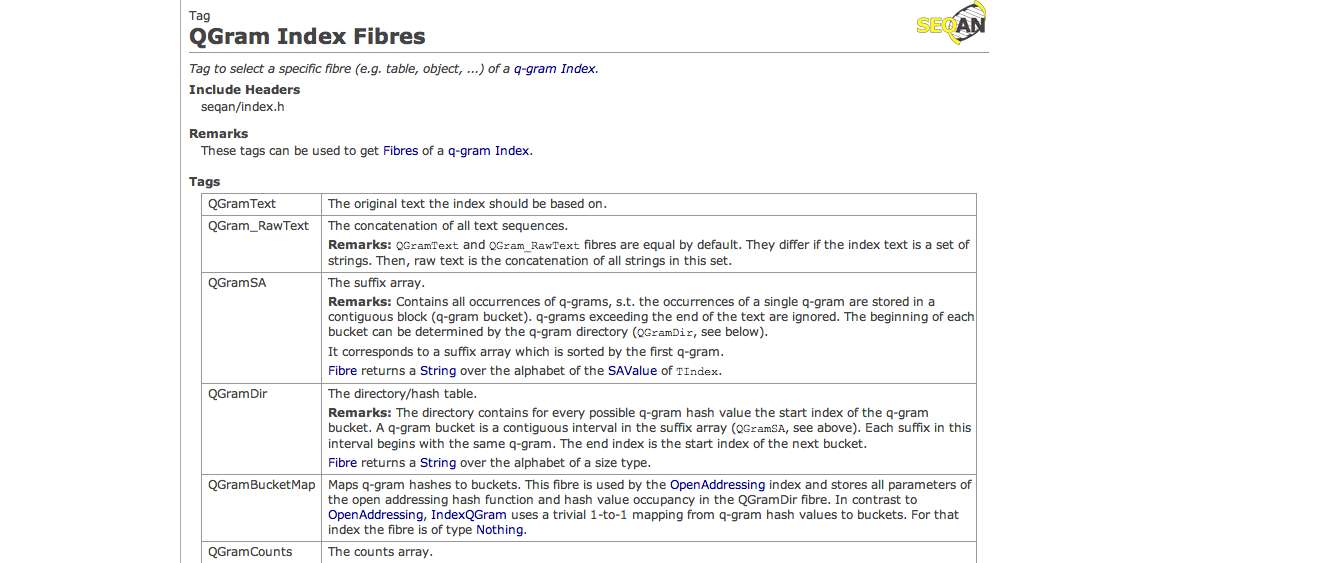 Tag
SEQAN
QGram Index Fibres
Tag to select a specific fibre (e.g. table, object, ...) of a q-gram Index.
Include Headers
seqan/index.h
Remarks
These tags can be used to get Fibres of a q-gram Index.
Tags
QGramText The original text the index should be based on.
QGram_RawText The concatenation of all text sequences.
Remarks: QGramText and QGram_RawText fibres are equal by default. They differ if the index text is a set of
strings. Then, raw text is the concatenation of all strings in this set.
QGramSA The suffix array.
Remarks: Contains all occurrences of q-grams, s.t. the occurrences of a single q-gram are stored in a
contiguous block (q-gram bucket). q-grams exceeding the end of the text are ignored. The beginning of each
bucket can be determined by the q-gram directory (QGramDir, see below).
It corresponds to a suffix array which is sorted by the first q-gram.
Fibre returns a String over the alphabet of the SAValue of TIndex.
QGramDir The directory/hash table.
Remarks: The directory contains for every possible q-gram hash value the start index of the q-gram
bucket. A q-gram bucket is a contiguous interval in the suffix array (QGramSA, see above). Each suffix in this
interval begins with the same q-gram. The end index is the start index of the next bucket.
Fibre returns a String over the alphabet of a size type.
QGramBucketMap Maps q-gram hashes to buckets. This fibre is used by the OpenAddressing index and stores all parameters of
the open addressing hash function and hash value occupancy in the QGramDir fibre. In contrast to
OpenAddressing, IndexQGram uses a trivial 1-to-1 mapping from q-gram hash values to buckets. For that
index the fibre is of type Nothing.
QGramCounts The counts array.